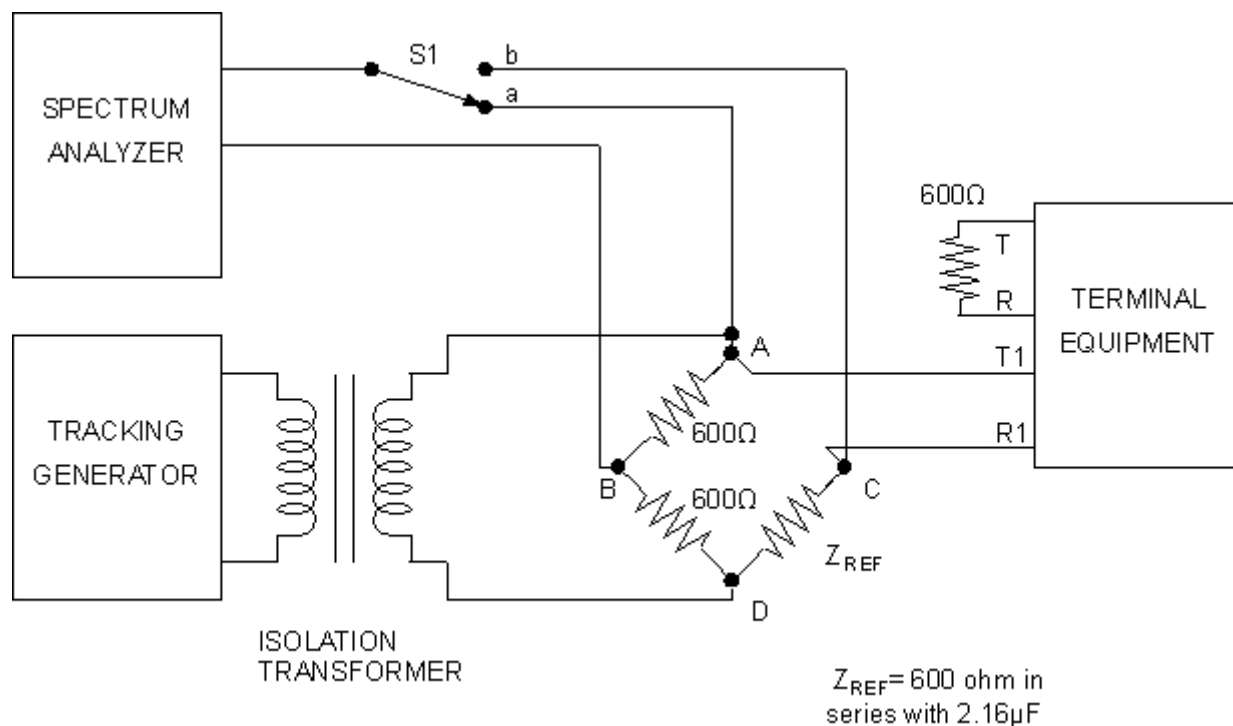 S1
b
a
SPECTRUM
ANALYZER
600Ω
T
R
TERMINAL
EQUIPMENT
T1
R1
A
600Ω
B
600Ω
C
Z_REF
D
TRACKING
GENERATOR
ISOLATION
TRANSFORMER
Z_REF= 600 ohm in
series with 2.16µF